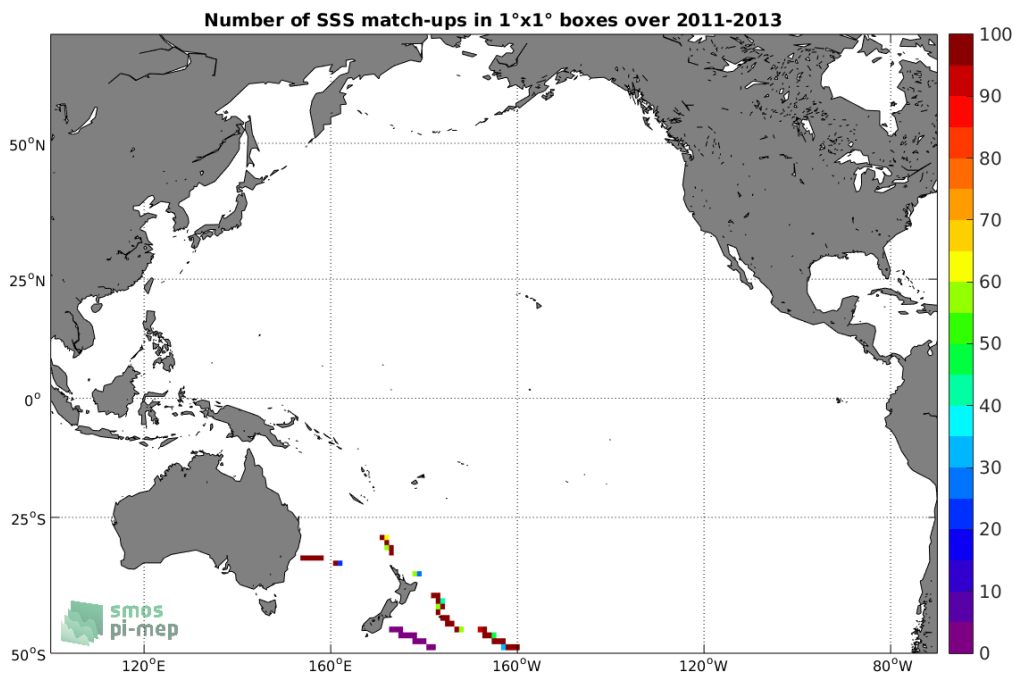 Number of SSS match-ups in 1°x1° boxes over 2011-2013
100
90
80
70
60
50
40
30
20
10
0
50°N
25°N
0°
25°S
50°S
120°E
160°E
160°W
120°W
80°W
smos
pi-mep